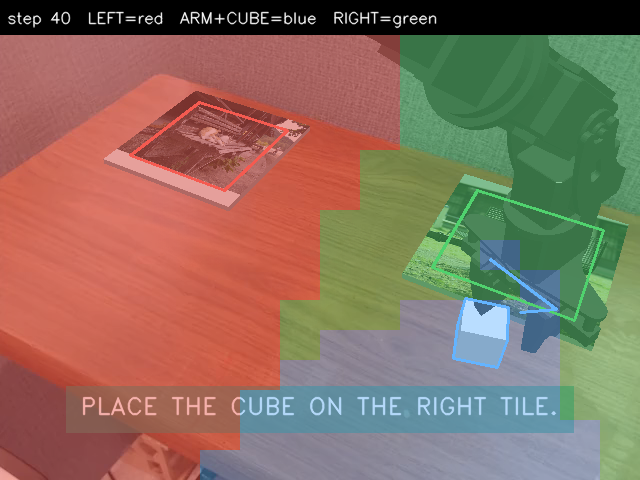 step 40 LEFT=red ARM+CUBE=blue RIGHT=green
PLACE THE CUBE ON THE RIGHT TILE.